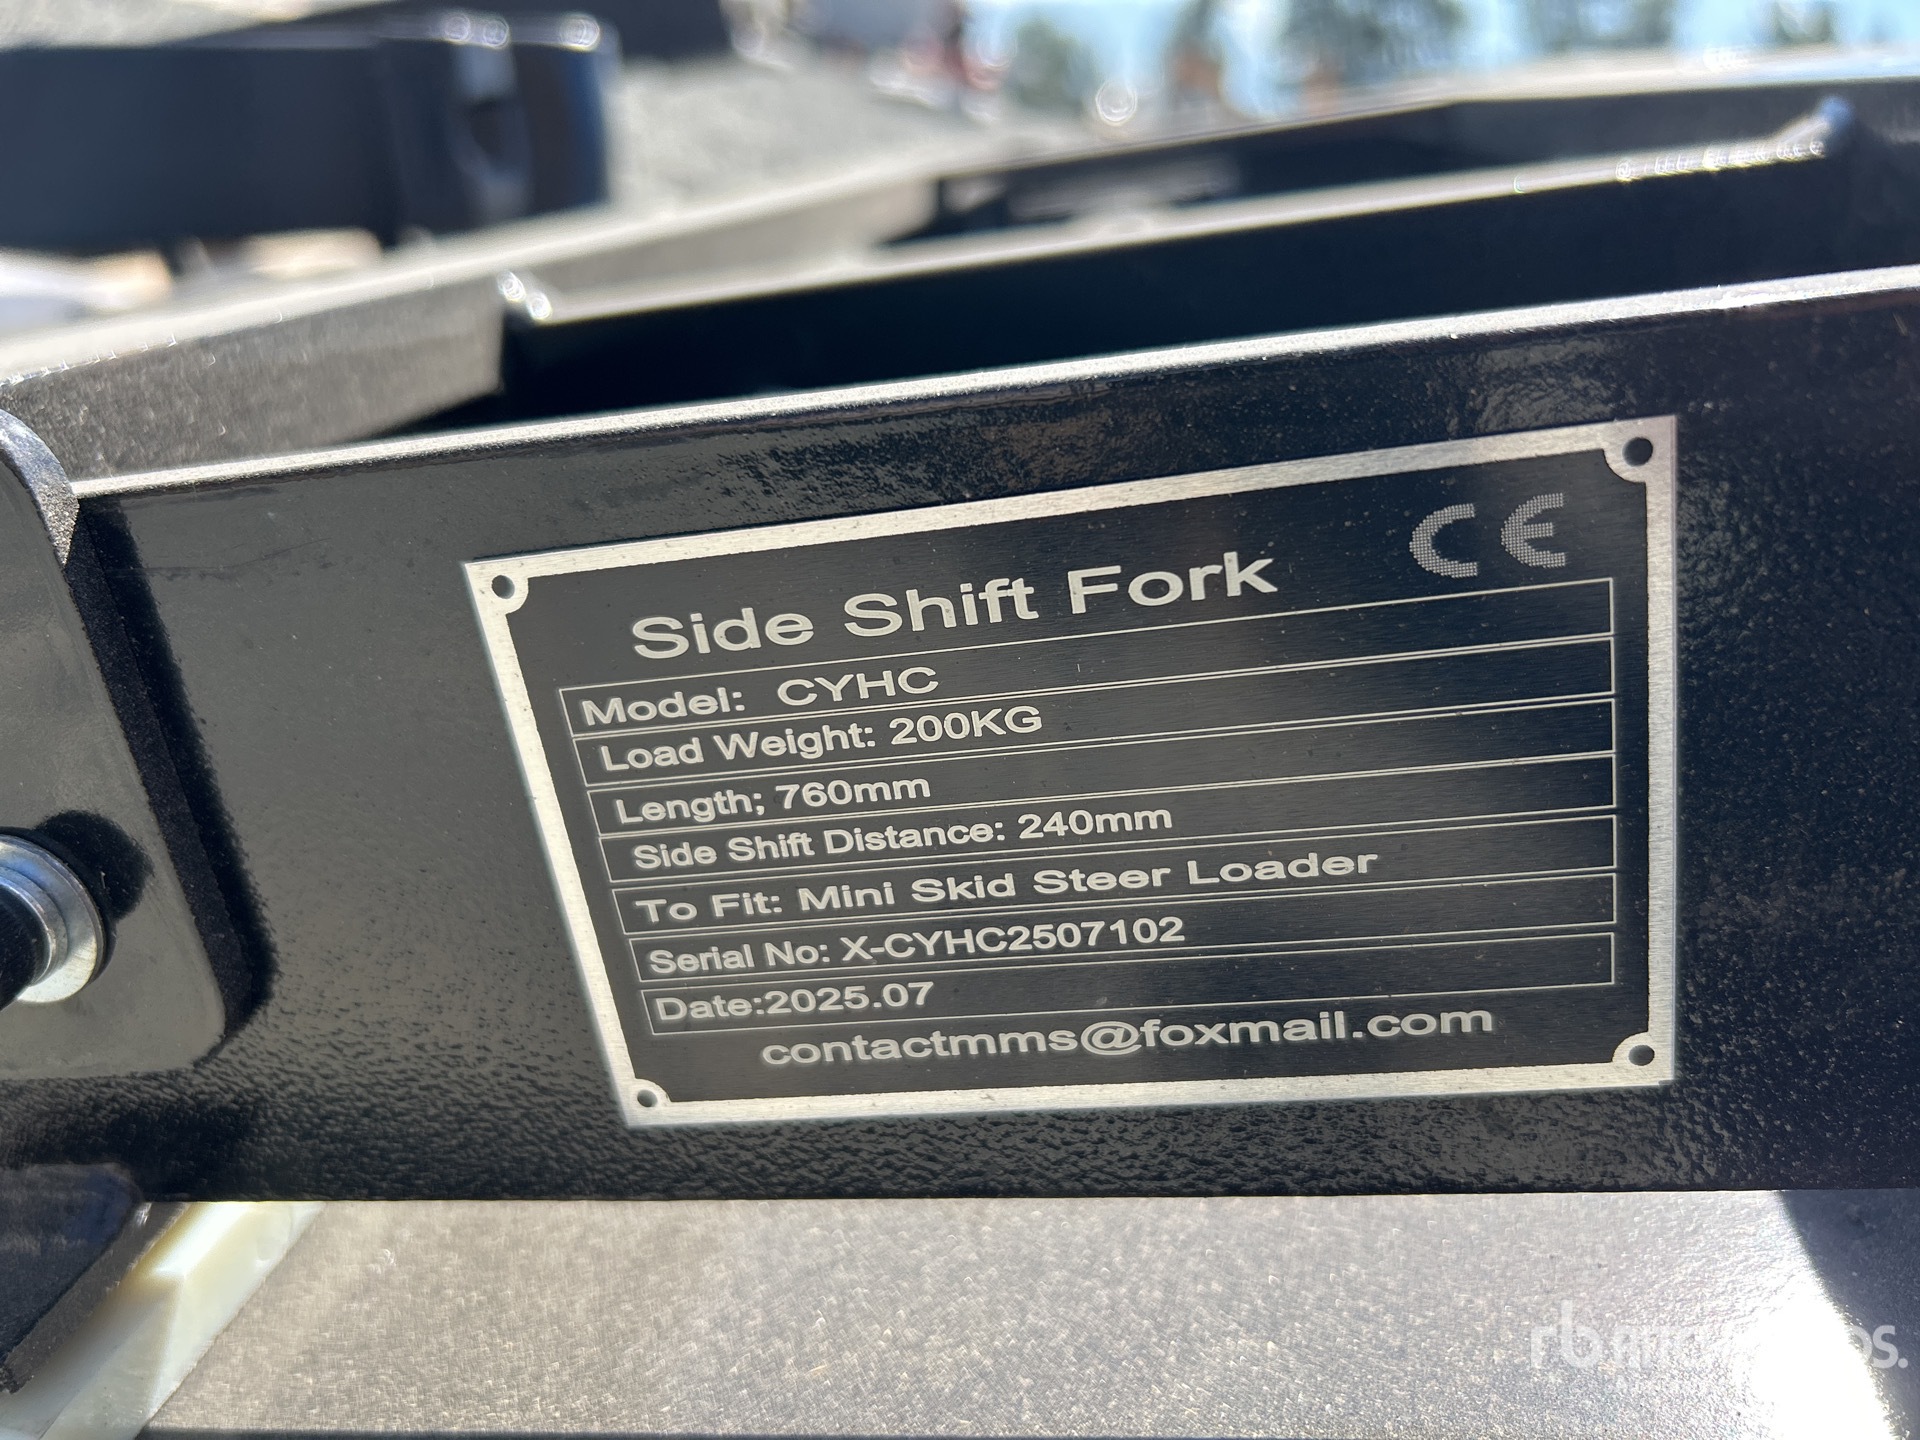 Side Shift Fork
CE
Model: CYHC
Load Weight: 200KG
Length; 760mm
Side Shift Distance: 240mm
To Fit: Mini Skid Steer Loader
Serial No: X-CYHC2507102
Date:2025.07
contactmms@foxmail.com
rb